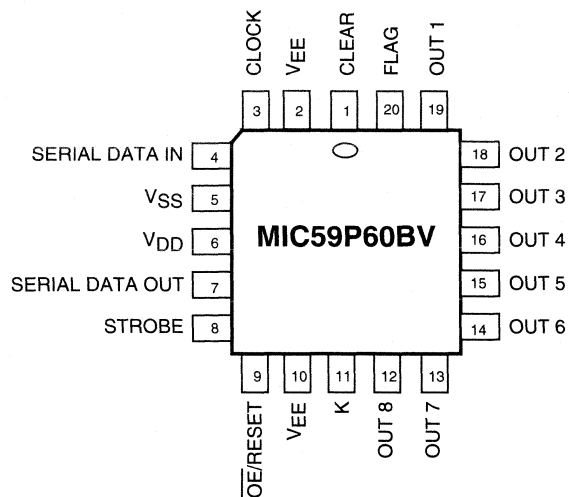 CLOCK
VEE
CLEAR
FLAG
OUT 1
3
2
1
20
19
SERIAL DATA IN 4
18 OUT 2
VSS 5
17 OUT 3
VDD 6
MIC59P60BV
16 OUT 4
SERIAL DATA OUT 7
15 OUT 5
STROBE 8
14 OUT 6
9
10
11
12
13
OE/RESET
VEE
K
OUT 8
OUT 7